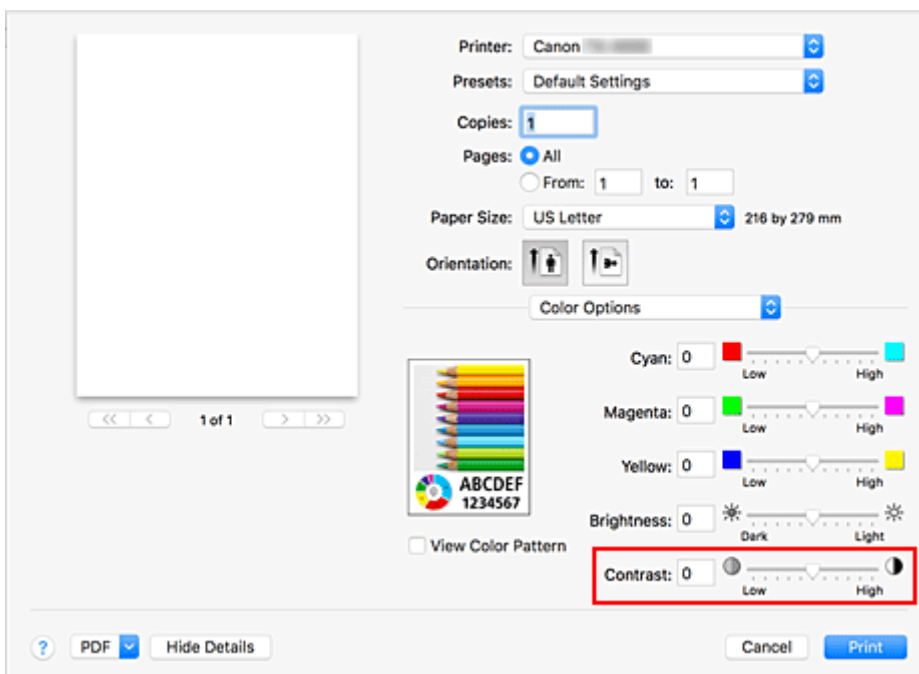 Printer: Canon
Presets: Default Settings
Copies: 1
Pages: All
From: 1 to: 1
Paper Size: US Letter 216 by 279 mm
Orientation:
Color Options
Cyan: 0
Low High
Magenta: 0
Low High
Yellow: 0
Low High
Brightness: 0
Dark Light
Contrast: 0
Low High
1 of 1
ABCDEF
1234567
View Color Pattern
? PDF Hide Details Cancel Print